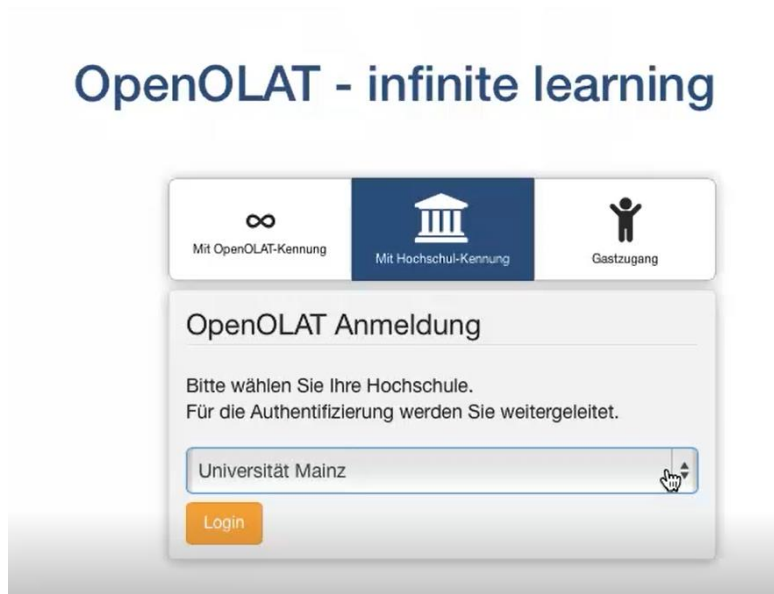 OpenOLAT - infinite learning
Mit OpenOLAT-Kennung
Mit Hochschul-Kennung
Gastzugang
OpenOLAT Anmeldung
Bitte wählen Sie Ihre Hochschule.
Für die Authentifizierung werden Sie weitergeleitet.
Universität Mainz
Login